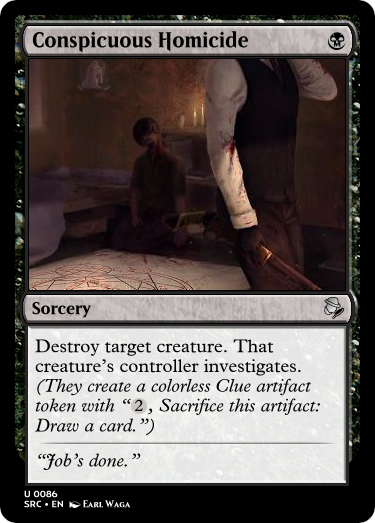 Conspicuous Homicide
Sorcery
Destroy target creature. That
creature's controller investigates.
(They create a colorless Clue artifact
token with "2, Sacrifice this artifact:
Draw a card.")
"Job's done."
U 0086
SRC • EN Earl Waga